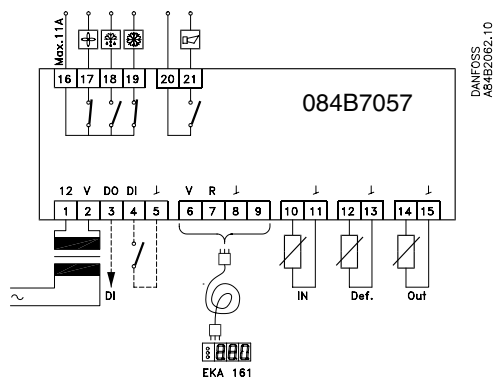 Max.11A
16 17 18 19 20 21
084B7057
DANFOSS
A84B2062.10
12 V DO DI
1 2 3 4 5
V R
6 7 8 9
10 11 12 13 14 15
DI
IN Def. Out
EKA 161